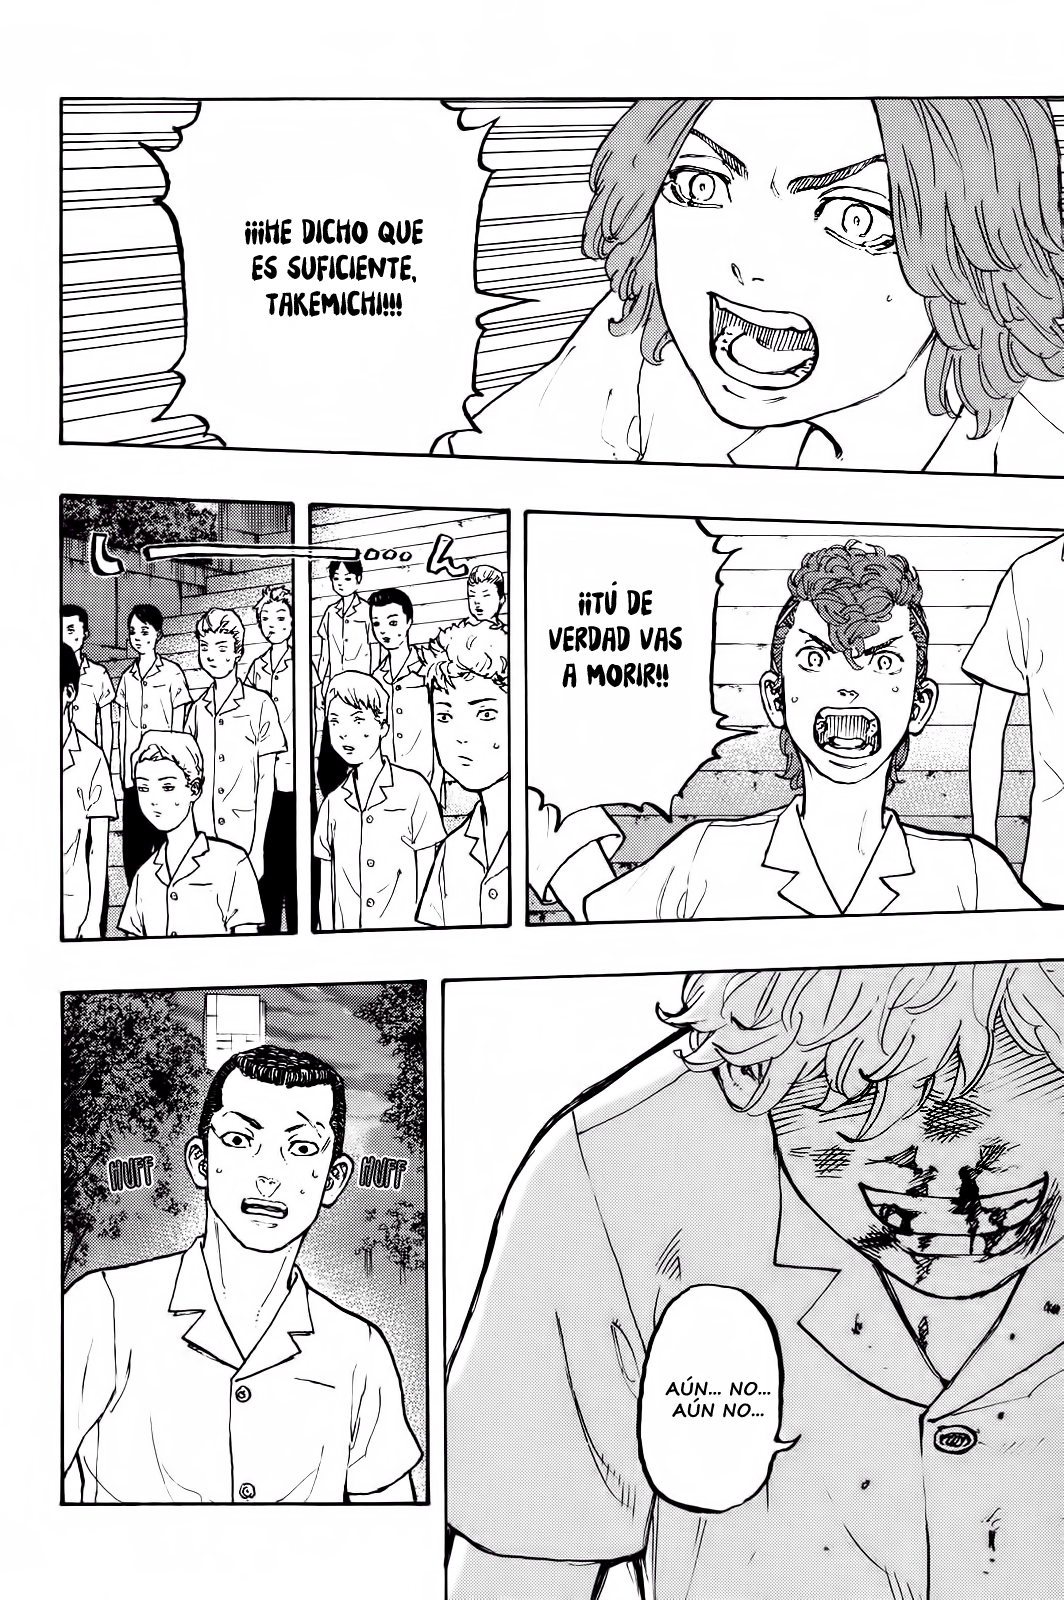 ¡¡¡HE DICHO QUE
ES SUFICIENTE,
TAKEMICHI!!!
¡¡TÚ DE
VERDAD VAS
A MORIR!!
し――――...。。。ん
HUFF
HUFF
AÚN... NO...
AÚN NO...